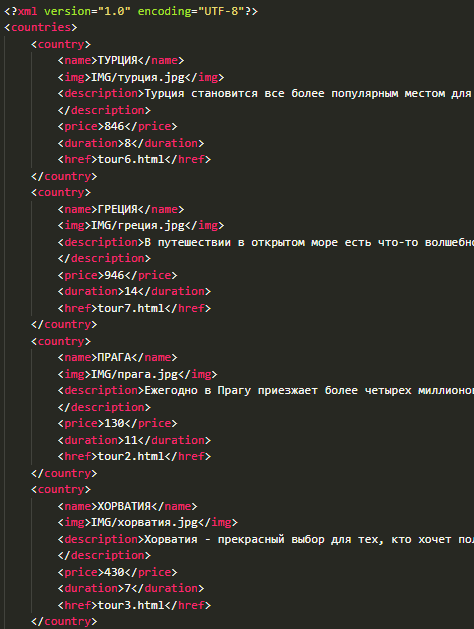 <?xml version="1.0" encoding="UTF-8"?>
<countries>
<country>
<name>ТУРЦИЯ</name>
<img>IMG/турция.jpg</img>
<description>Турция становится все более популярным местом для
</description>
<price>846</price>
<duration>8</duration>
<href>tour6.html</href>
</country>
<country>
<name>ГРЕЦИЯ</name>
<img>IMG/греция.jpg</img>
<description>В путешествии в открытом море есть что-то волшебно
</description>
<price>946</price>
<duration>14</duration>
<href>tour7.html</href>
</country>
<country>
<name>ПРАГА</name>
<img>IMG/прага.jpg</img>
<description>Ежегодно в Прагу приезжает более четырех миллионо
</description>
<price>130</price>
<duration>11</duration>
<href>tour2.html</href>
</country>
<country>
<name>ХОРВАТИЯ</name>
<img>IMG/хорватия.jpg</img>
<description>Хорватия - прекрасный выбор для тех, кто хочет пол
</description>
<price>430</price>
<duration>7</duration>
<href>tour3.html</href>
</country>